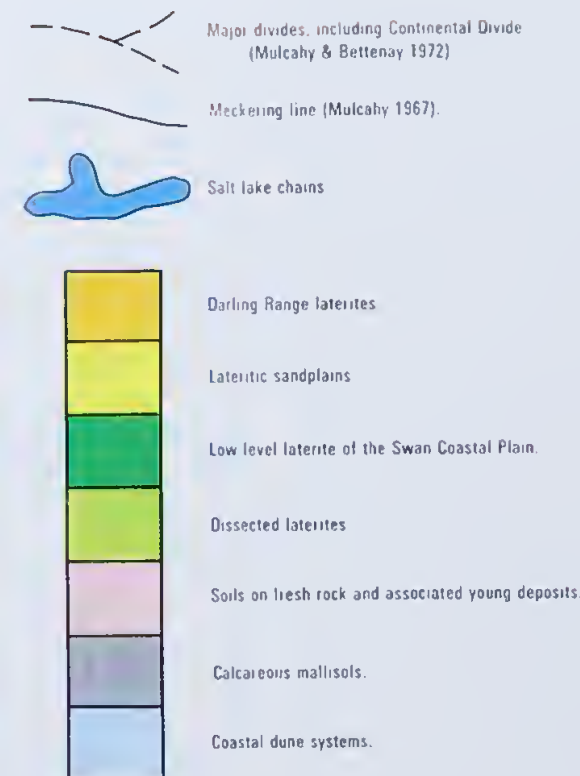 Major divides, including Continental Divide
(Mulcahy & Bettenay 1972)
Meckering line (Mulcahy 1967).
Salt lake chains
Darling Range laterites
Lateritic sandplains
Low level laterite of the Swan Coastal Plain.
Dissected laterites
Soils on fresh rock and associated young deposits.
Calcareous mallisols.
Coastal dune systems.